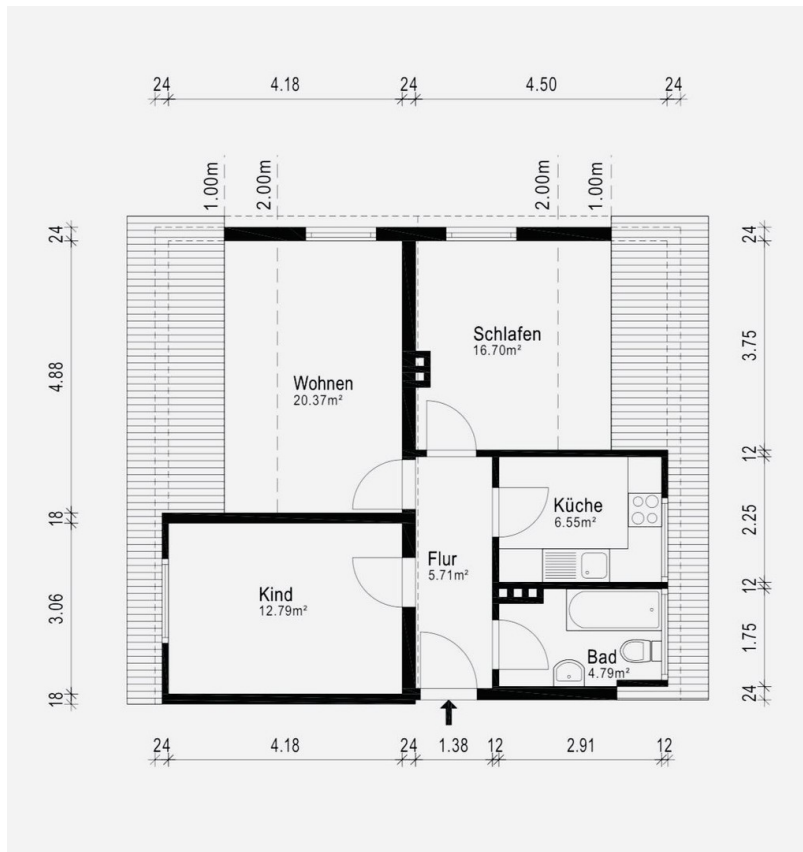 24 4.18 24 4.50 24
1.00m 2.00m 2.00m 1.00m
24
4.88
18
3.06
18
24
3.75
12
2.25
12
1.75
24
Schlafen
16.70m²
Wohnen
20.37m²
Küche
6.55m²
Flur
5.71m²
Kind
12.79m²
Bad
4.79m²
24 4.18 24 1.38 12 2.91 12